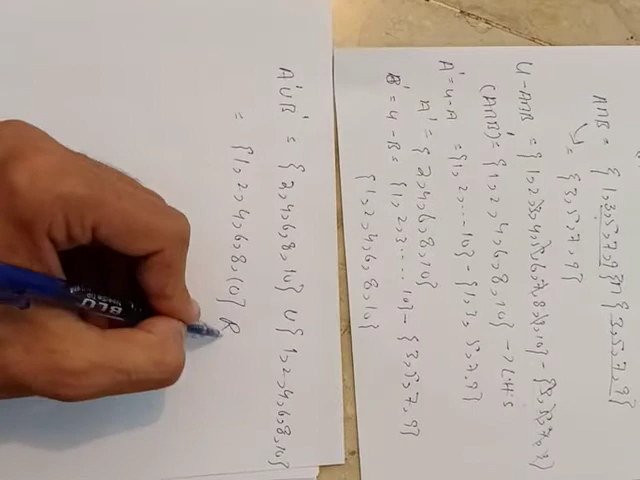 A∩B = {1,3,5,7,9} ∩ {3,5,7,9}
= {3,5,7,9}
U-A∩B = {1,2,3,4,5,6,7,8,9,10} - {3,5,7,9}
(A∩B)' = {1,2,4,6,8,10} → L.H.S
A' = U-A = {1,2,....10} - {1,3,5,7,9}
A' = {2,4,6,8,10}
B' = U-B = {1,2,3.....10} - {3,5,7,9}
{1,2,4,6,8,10}
A'∪B' = {2,4,6,8,10} ∪ {1,2,4,6,8,10}
= {1,2,4,6,8,10} R
BLU